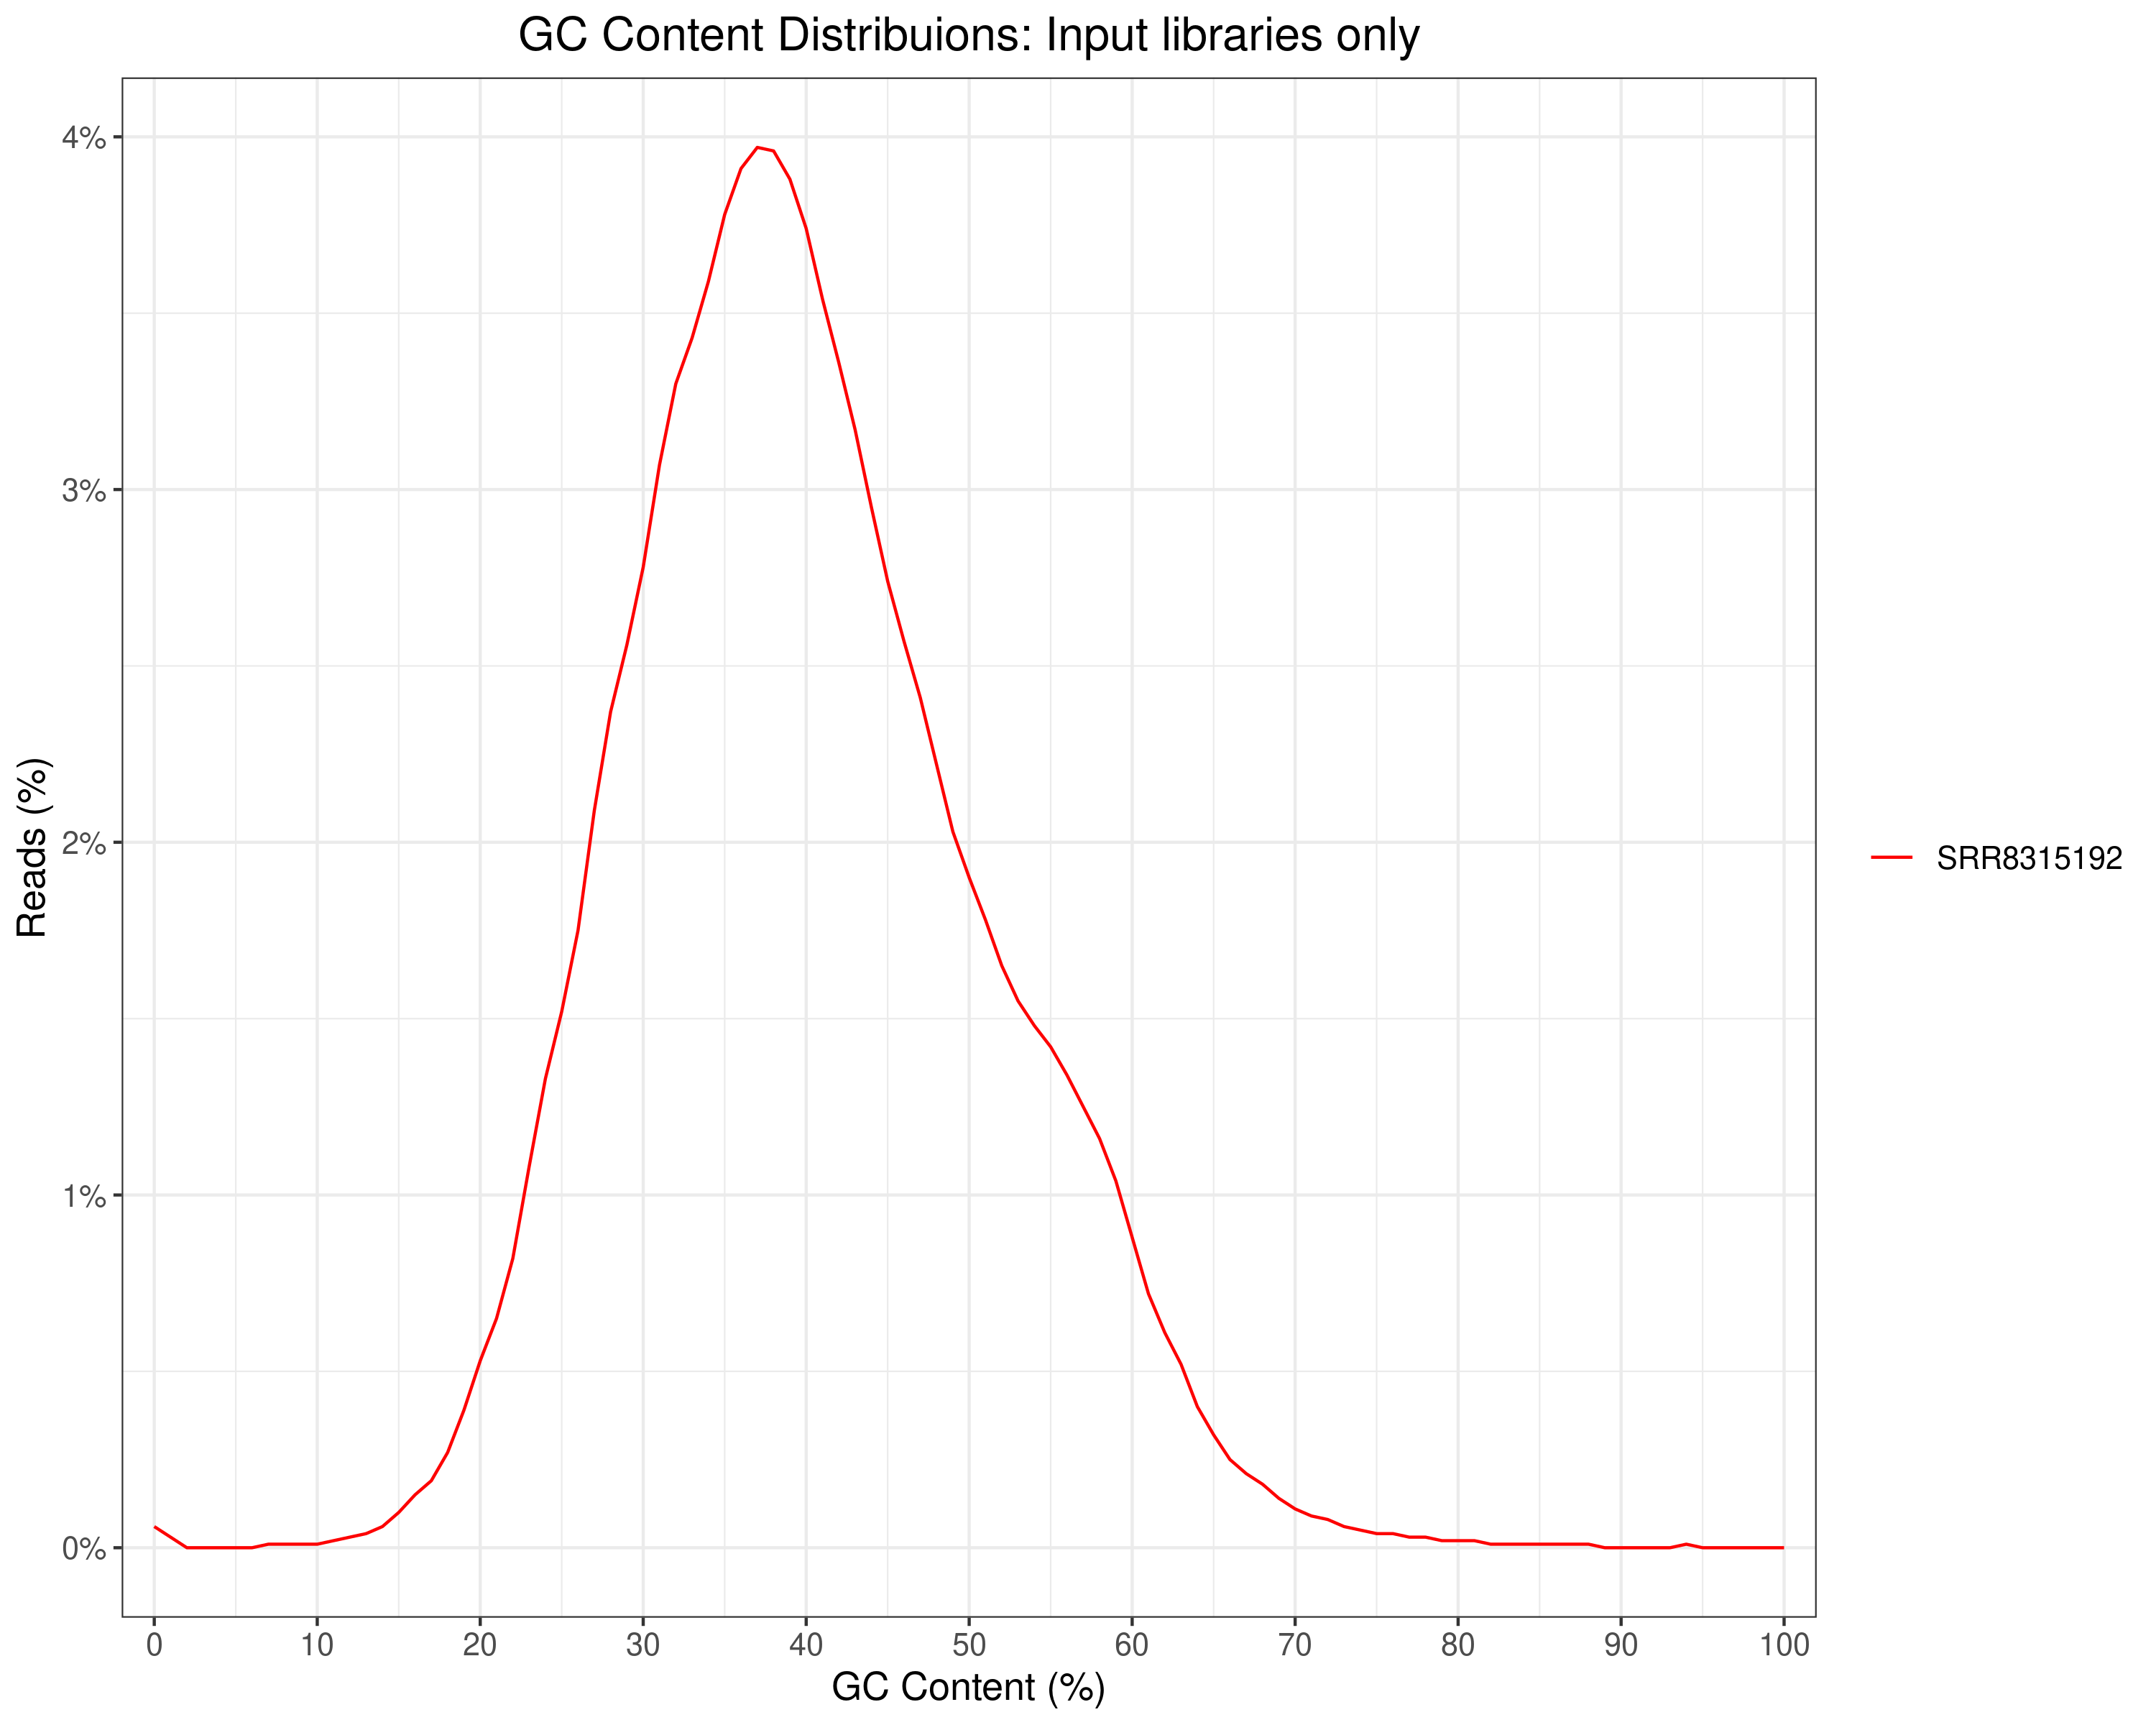 GC Content Distribuions: Input libraries only
4%
3%
2%
1%
0%
Reads (%)
0 10 20 30 40 50 60 70 80 90 100
GC Content (%)
SRR8315192